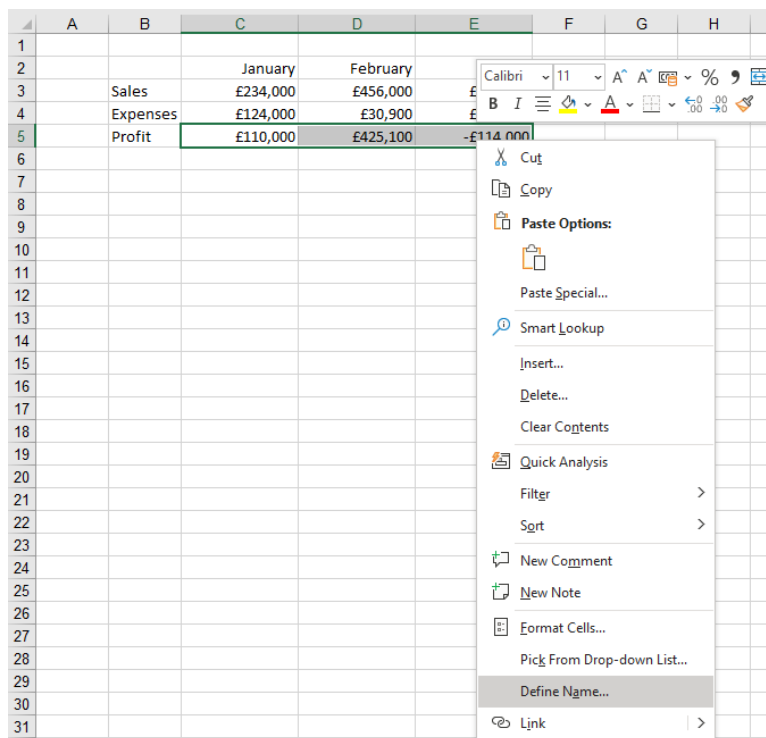 A B C D E F G H
1
2 January February Calibri 11 A^ Aˇ % 9
3 Sales £234,000 £456,000 £ B I A .00
4 Expenses £124,000 £30,900 £
5 Profit £110,000 £425,100 -£114,000
6 Cut
7 Copy
8
9 Paste Options:
10
11
12 Paste Special...
13 Smart Lookup
14
15 Insert...
16 Delete...
17
18 Clear Contents
19 Quick Analysis
20
21 Filter
22 Sort
23
24 New Comment
25 New Note
26
27 Format Cells...
28 Pick From Drop-down List...
29 Define Name...
30
31 Link